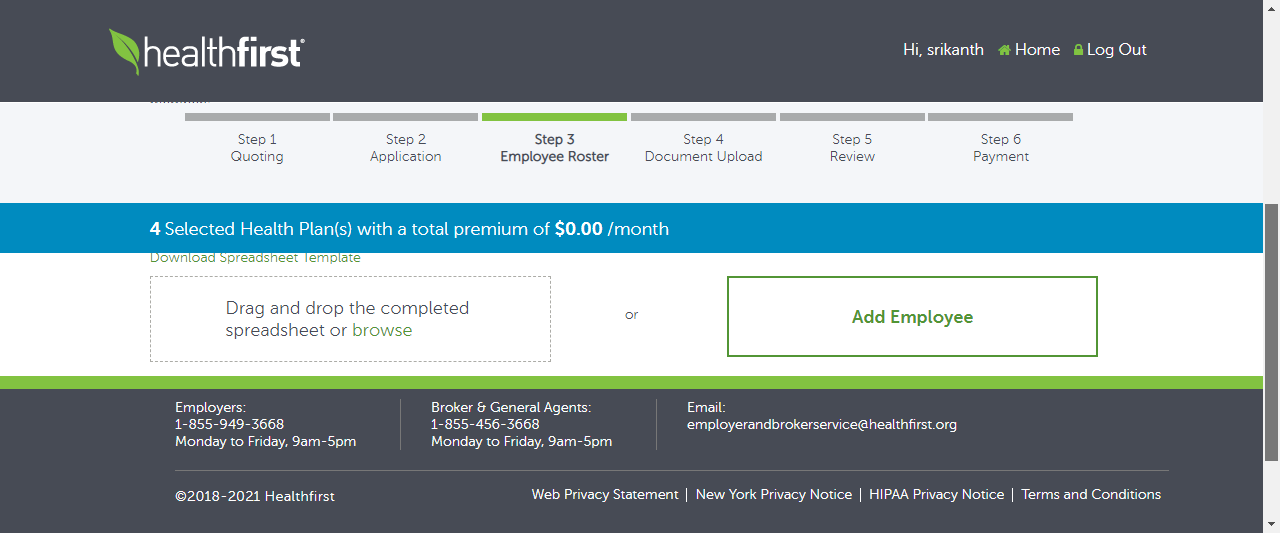 healthfirst
Hi, srikanth Home Log Out
Step 1
Quoting
Step 2
Application
Step 3
Employee Roster
Step 4
Document Upload
Step 5
Review
Step 6
Payment
4 Selected Health Plan(s) with a total premium of $0.00 /month
Download Spreadsheet Template
Drag and drop the completed
spreadsheet or browse
or
Add Employee
Employers:
1-855-949-3668
Monday to Friday, 9am-5pm
Broker & General Agents:
1-855-456-3668
Monday to Friday, 9am-5pm
Email:
employerandbrokerservice@healthfirst.org
©2018-2021 Healthfirst
Web Privacy Statement | New York Privacy Notice | HIPAA Privacy Notice | Terms and Conditions